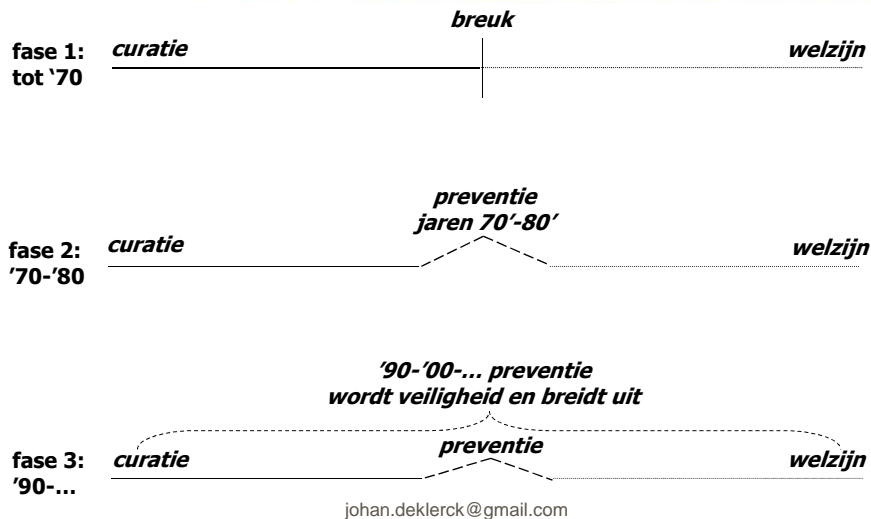 breuk
fase 1:
tot ‘70
curatie
welzijn
preventie
jaren 70’-80’
fase 2:
’70-’80
curatie
welzijn
’90-’00-... preventie
wordt veiligheid en breidt uit
fase 3:
’90-...
curatie
preventie
welzijn
johan.deklerck@gmail.com